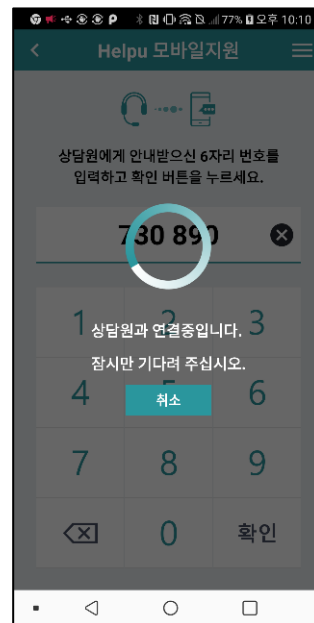 77% 오후 10:10
Helpu 모바일지원
상담원에게 안내받으신 6자리 번호를
입력하고 확인 버튼을 누르세요.
730 890
1 2 3
상담원과 연결중입니다.
잠시만 기다려 주십시오.
4 5 6
취소
7 8 9
0 확인